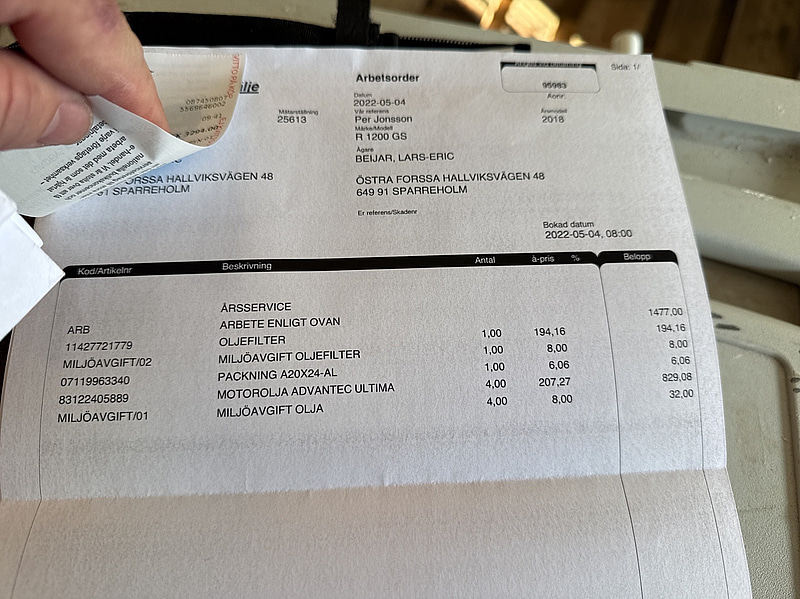 Arbetsorder
95983
Sida: 1/
Datum
Aonr.
2022-05-04
Mätarställning
Vår referens
Årsmodell
25613
Per Jonsson
2018
Märke/Modell
R 1200 GS
Ägare
BEIJAR, LARS-ERIC
FORSSA HALLVIKSVÄGEN 48
ÖSTRA FORSSA HALLVIKSVÄGEN 48
91 SPARREHOLM
649 91 SPARREHOLM
Er referens/Skadenr
Bokad datum
2022-05-04, 08:00
Kod/Artikelnr Beskrivning Antal à-pris % Belopp
ÅRSSERVICE
ARB ARBETE ENLIGT OVAN 1477,00
11427721779 OLJEFILTER 1,00 194,16 194,16
MILJÖAVGIFT/02 MILJÖAVGIFT OLJEFILTER 1,00 8,00 8,00
07119963340 PACKNING A20X24-AL 1,00 6,06 6,06
83122405889 MOTOROLJA ADVANTEC ULTIMA 4,00 207,27 829,08
MILJÖAVGIFT/01 MILJÖAVGIFT OLJA 4,00 8,00 32,00